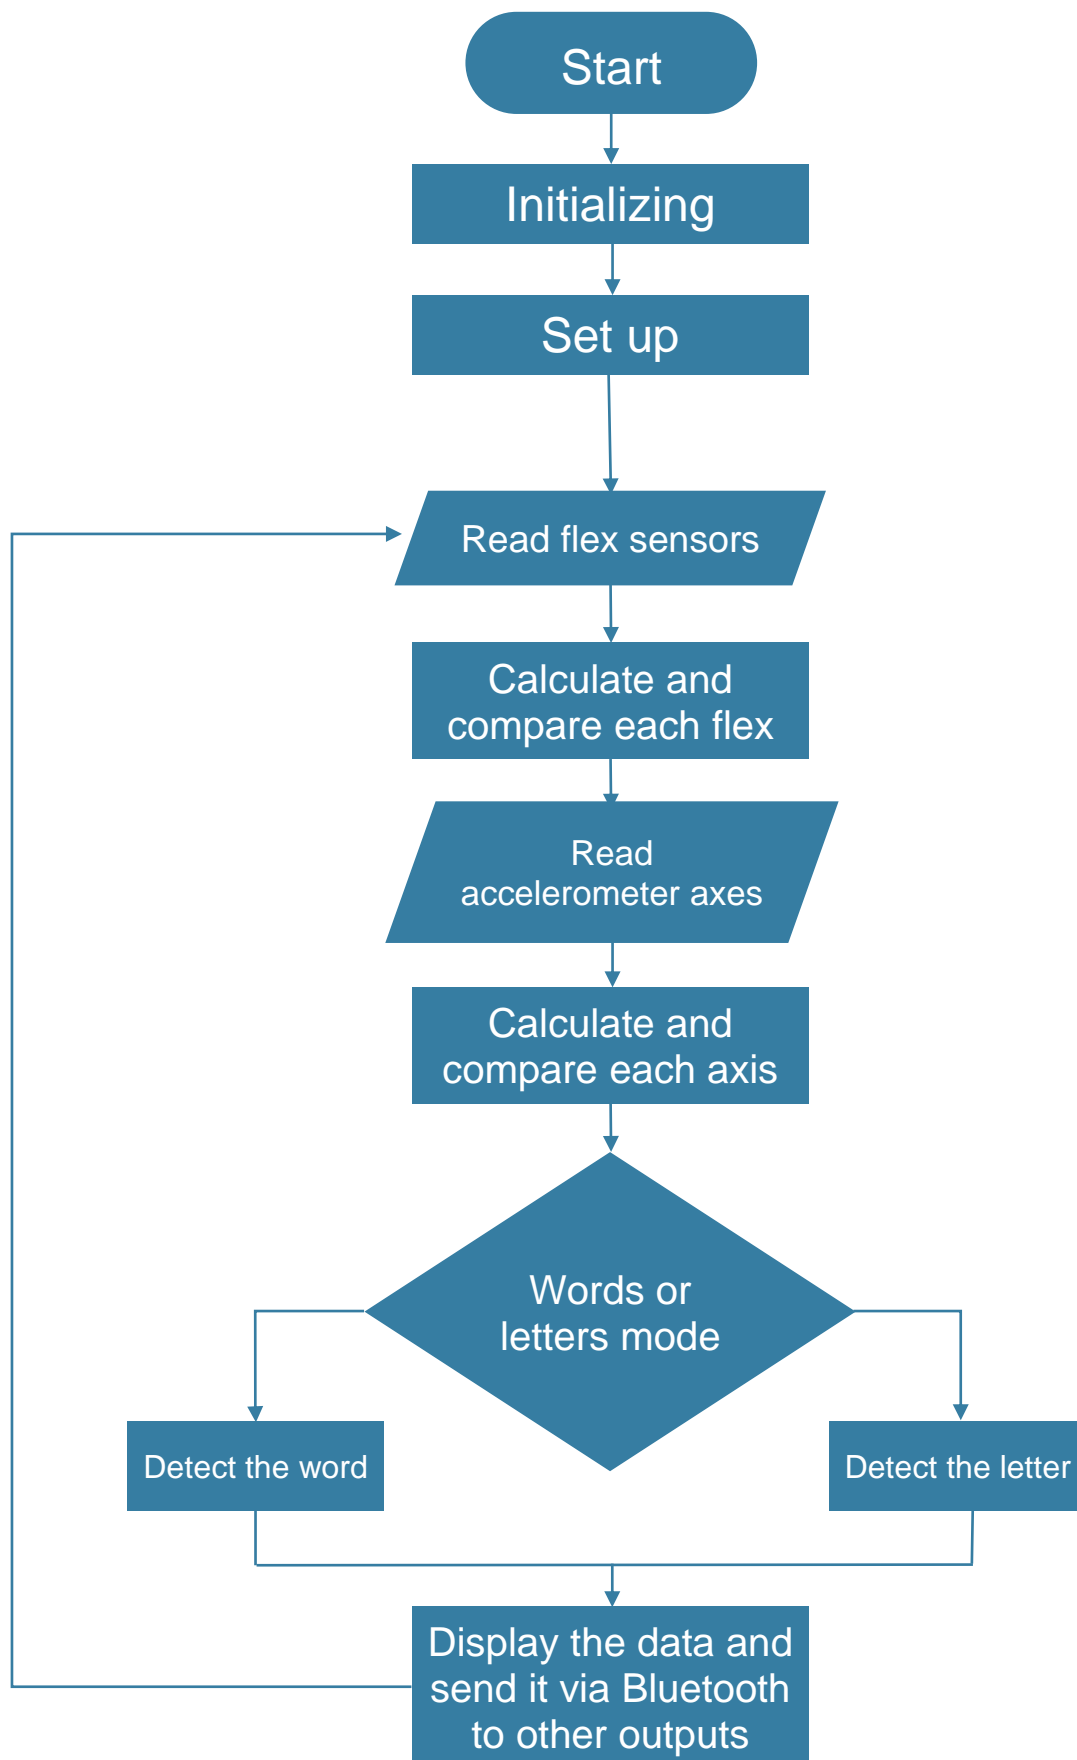 Start
Initializing
Set up
Read flex sensors
Calculate and
compare each flex
Read
accelerometer axes
Calculate and
compare each axis
Words or
letters mode
Detect the word
Detect the letter
Display the data and
send it via Bluetooth
to other outputs